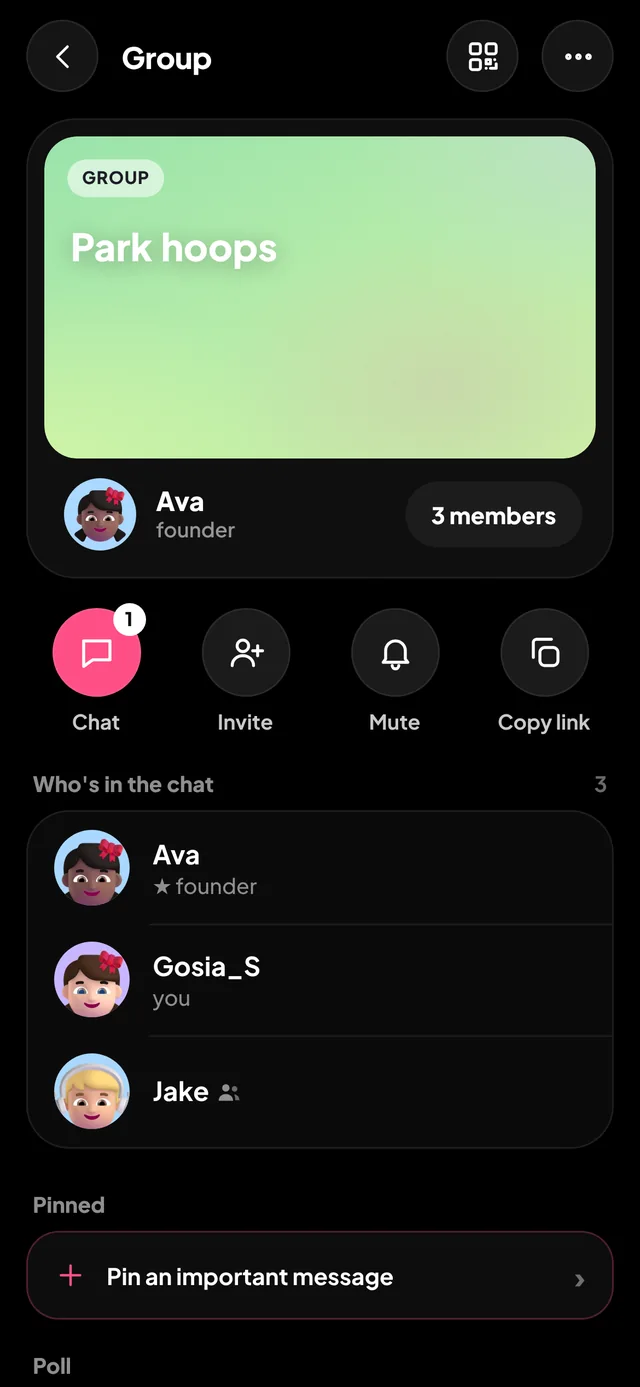 Group
GROUP
Park hoops
Ava
founder
3 members
1
Chat
Invite
Mute
Copy link
Who's in the chat
3
Ava
★ founder
Gosia_S
you
Jake
Pinned
Pin an important message
Poll